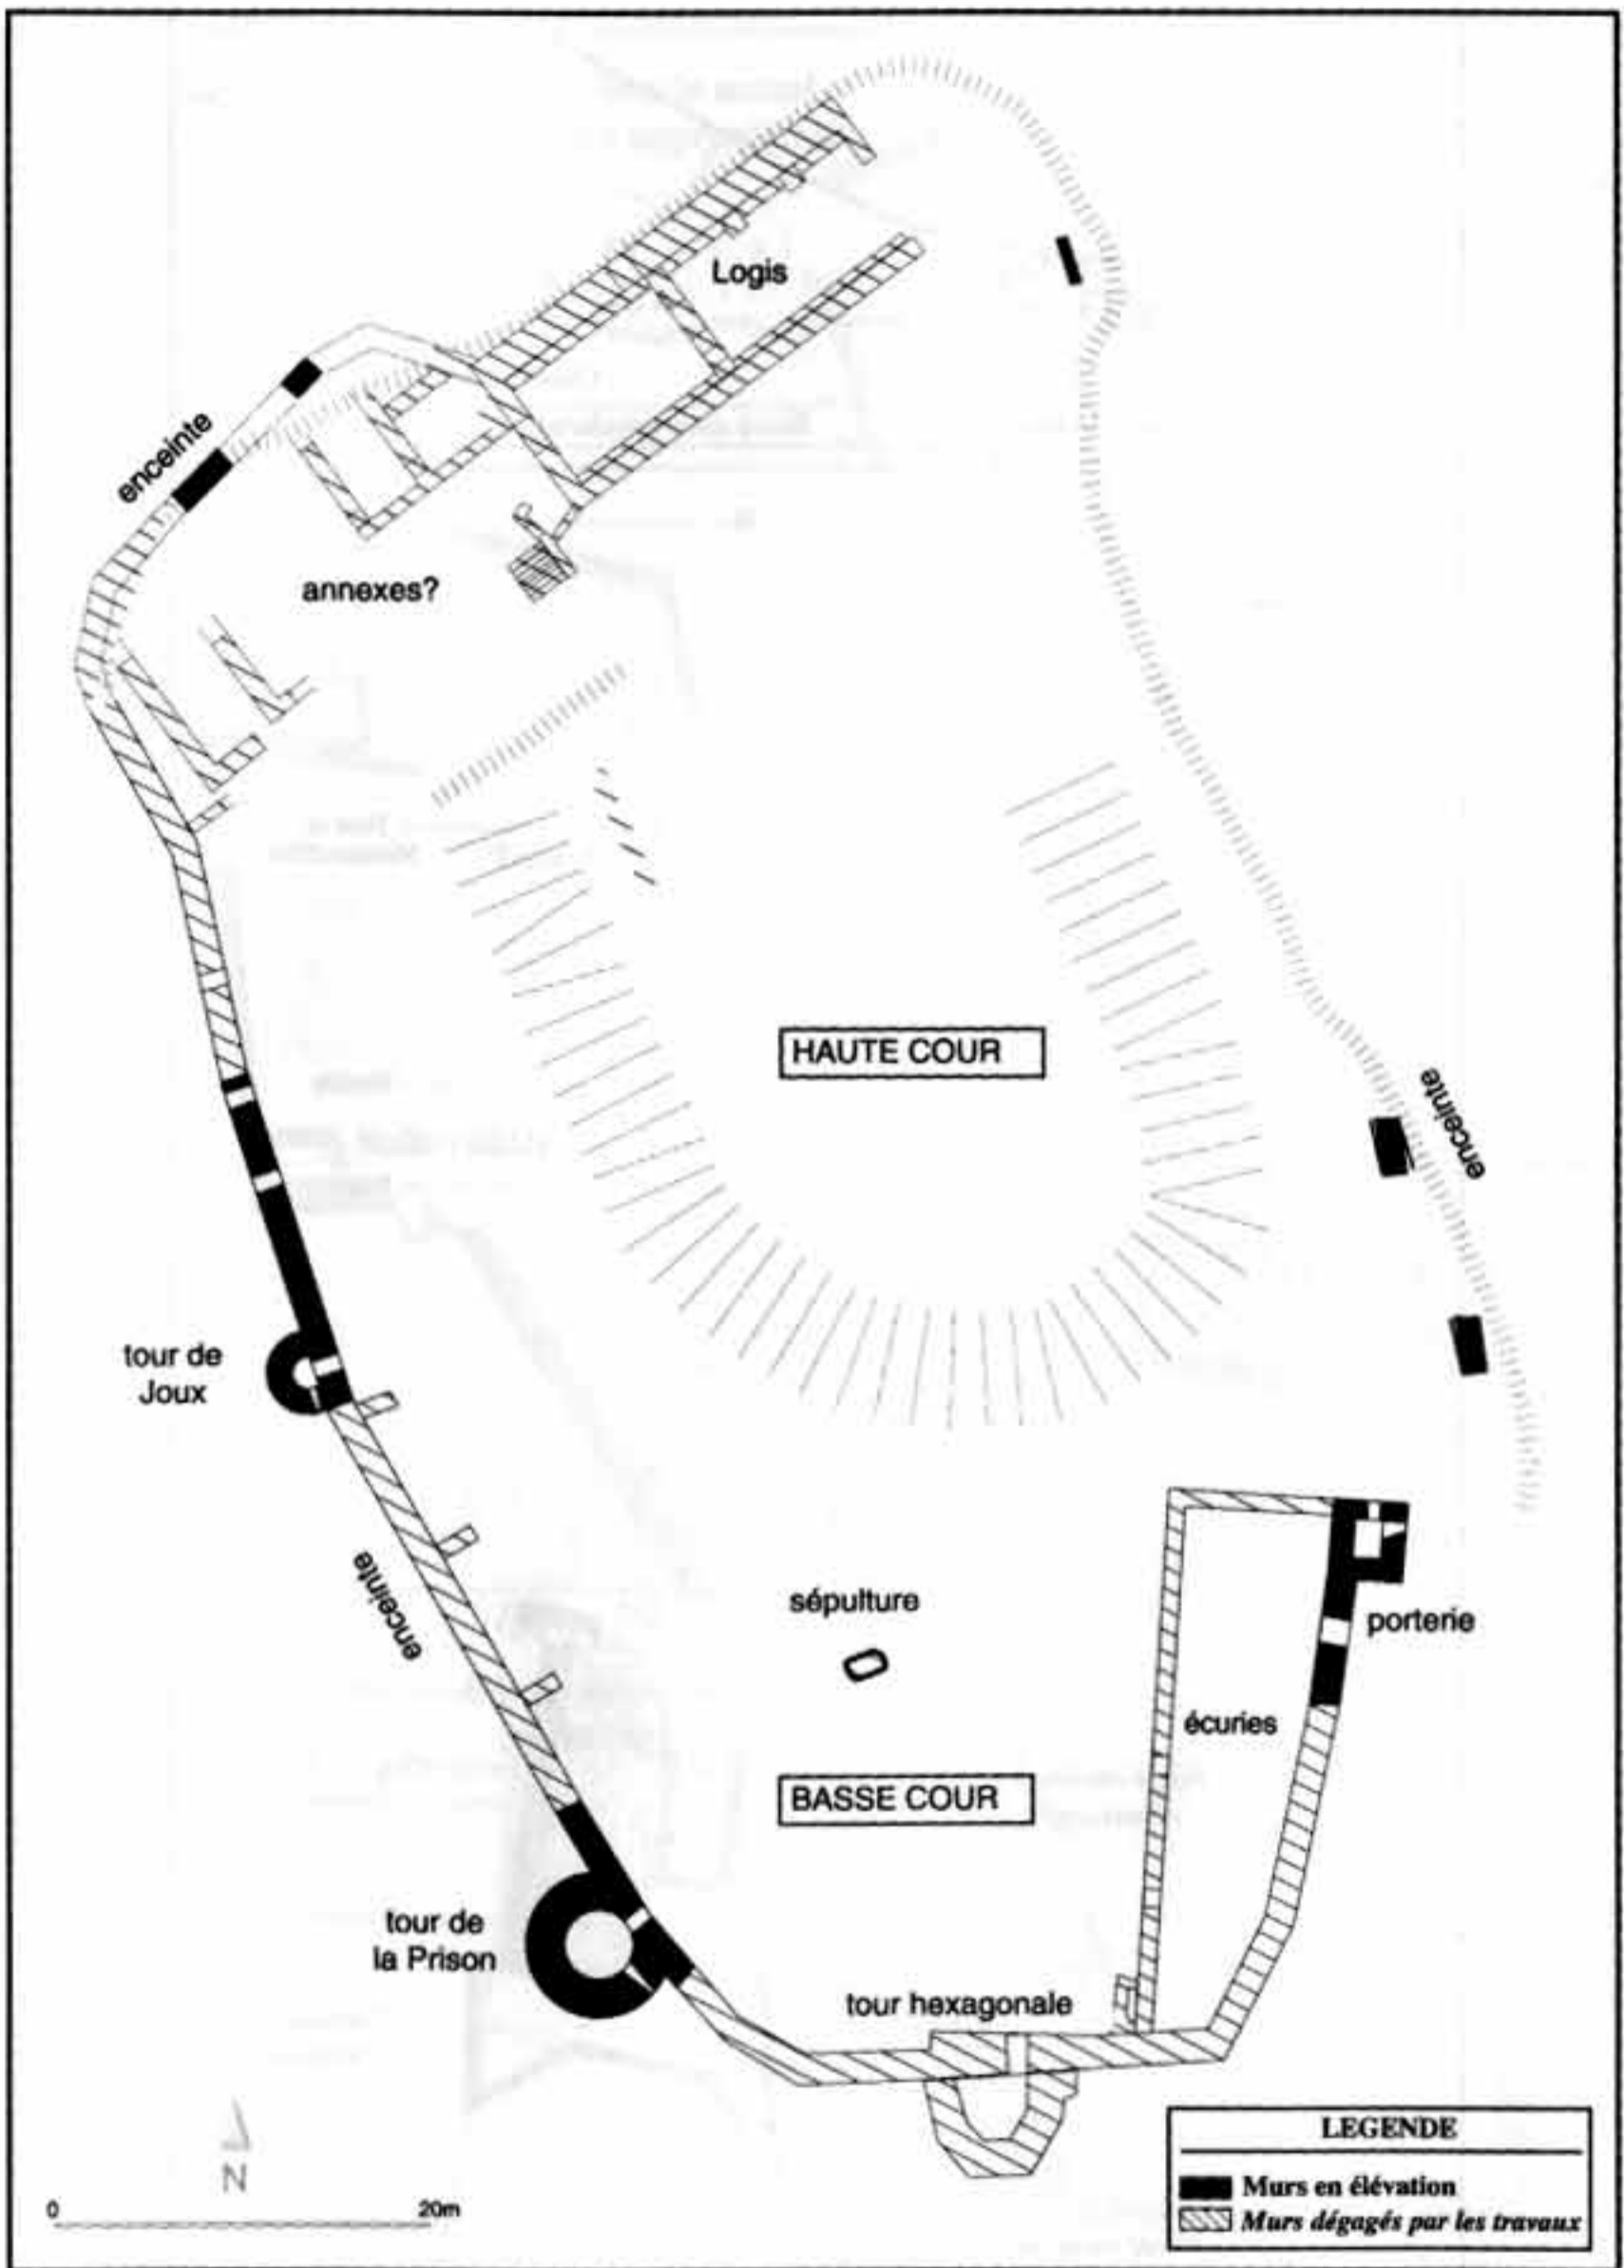 Logis
enceinte
annexes?
HAUTE COUR
enceinte
tour de
Joux
enceinte
sépulture
porterie
écuries
BASSE COUR
tour de
la Prison
tour hexagonale
N
0 20m
LEGENDE
Murs en élévation
Murs dégagés par les travaux